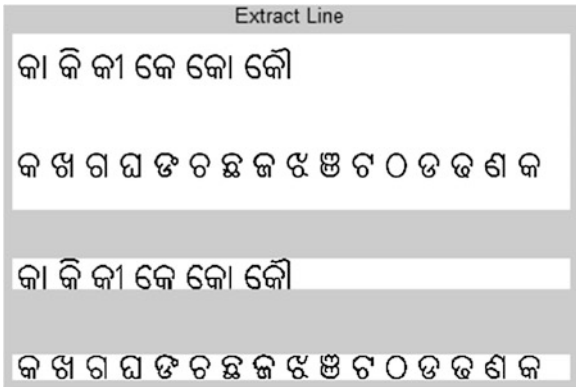 Extract Line
କା କି କୀ କେ କୋ କୌ
କ ଖ ଗ ଘ ଙ ଚ ଛ ଜ ଝ ଞ ଟ ଠ ଡ ଢ ଣ କ
କା କି କୀ କେ କୋ କୌ
କ ଖ ଗ ଘ ଙ ଚ ଛ ଜ ଝ ଞ ଟ ଠ ଡ ଢ ଣ କ